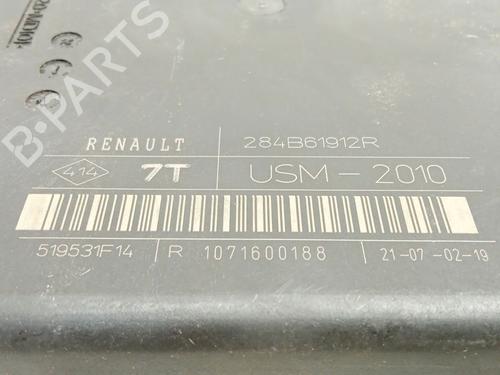 B-PARTS
RENAULT 284B61912R
414 7T USM-2010
519531F14 R 1071600188 21-07-02-19